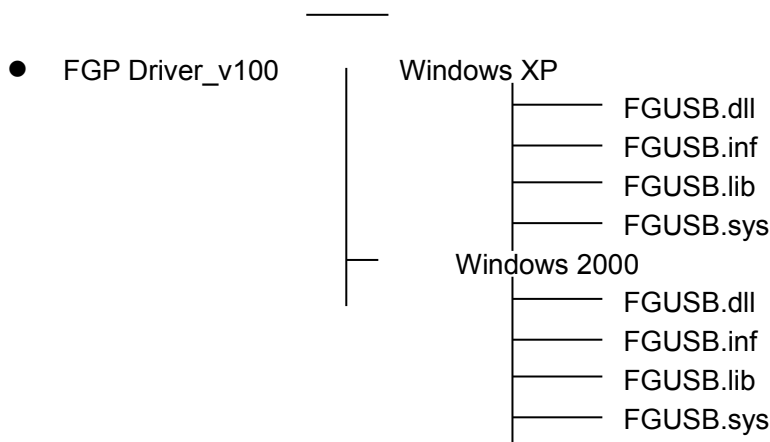 ● FGP Driver_v100 Windows XP
FGUSB.dll
FGUSB.inf
FGUSB.lib
FGUSB.sys
Windows 2000
FGUSB.dll
FGUSB.inf
FGUSB.lib
FGUSB.sys